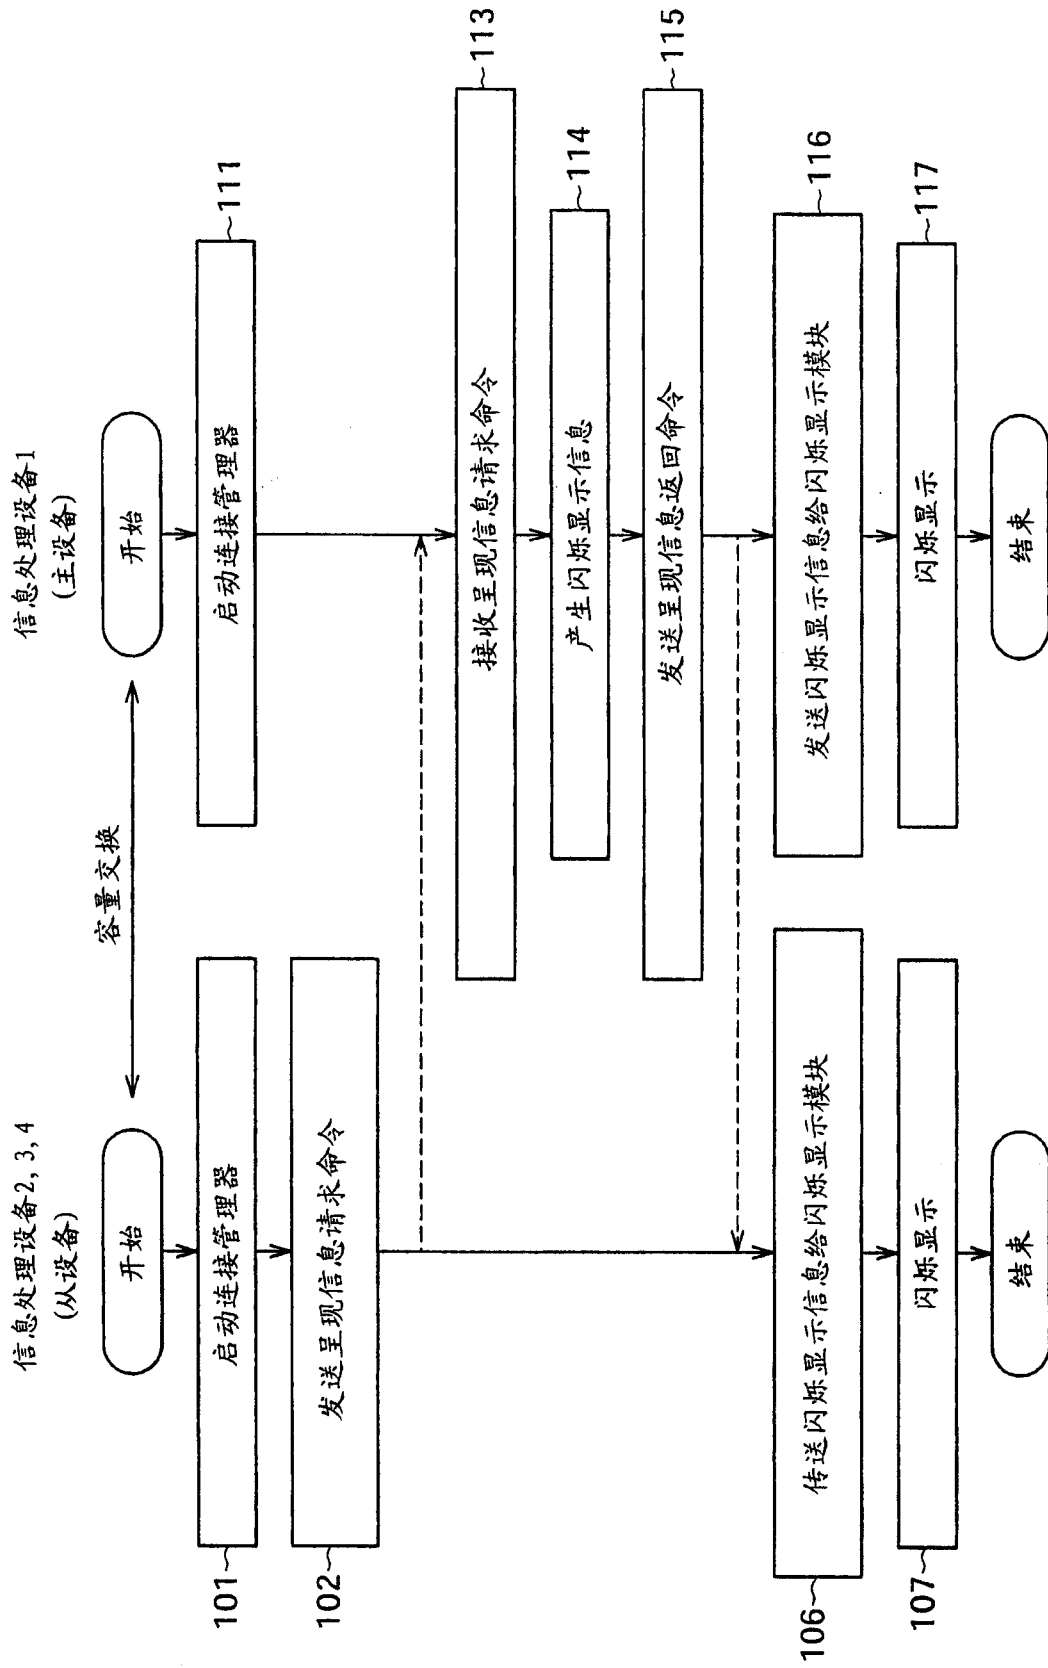 信息处理设备2,3,4
(从设备)
信息处理设备1
(主设备)
开始
容量交换
开始
101
启动连接管理器
启动连接管理器
111
102
发送呈现信息请求命令
接收呈现信息请求命令
113
产生闪烁显示信息
114
发送呈现信息返回命令
115
106
传送闪烁显示信息给闪烁显示模块
发送闪烁显示信息给闪烁显示模块
116
107
闪烁显示
闪烁显示
117
结束
结束